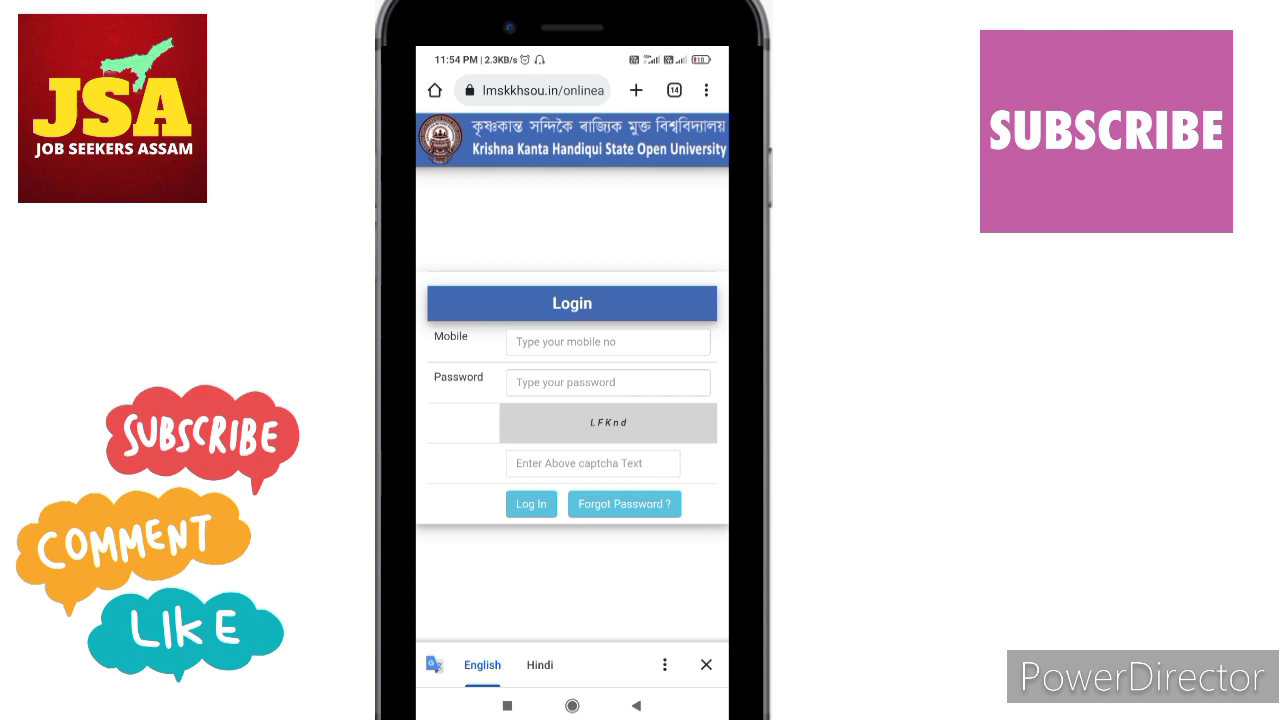 JSA
JOB SEEKERS ASSAM
11:54 PM | 2.3KB/s
lmskkhsou.in/onlinea
14
কৃষ্ণকান্ত সন্দিকৈ ৰাজ্যিক মুক্ত বিশ্ববিদ্যালয়
Krishna Kanta Handiqui State Open University
SUBSCRIBE
Login
Mobile
Type your mobile no
Password
Type your password
LFKnd
Enter Above captcha Text
Log In
Forgot Password ?
SUBSCRIBE
COMMENT
LIKE
English
Hindi
PowerDirector